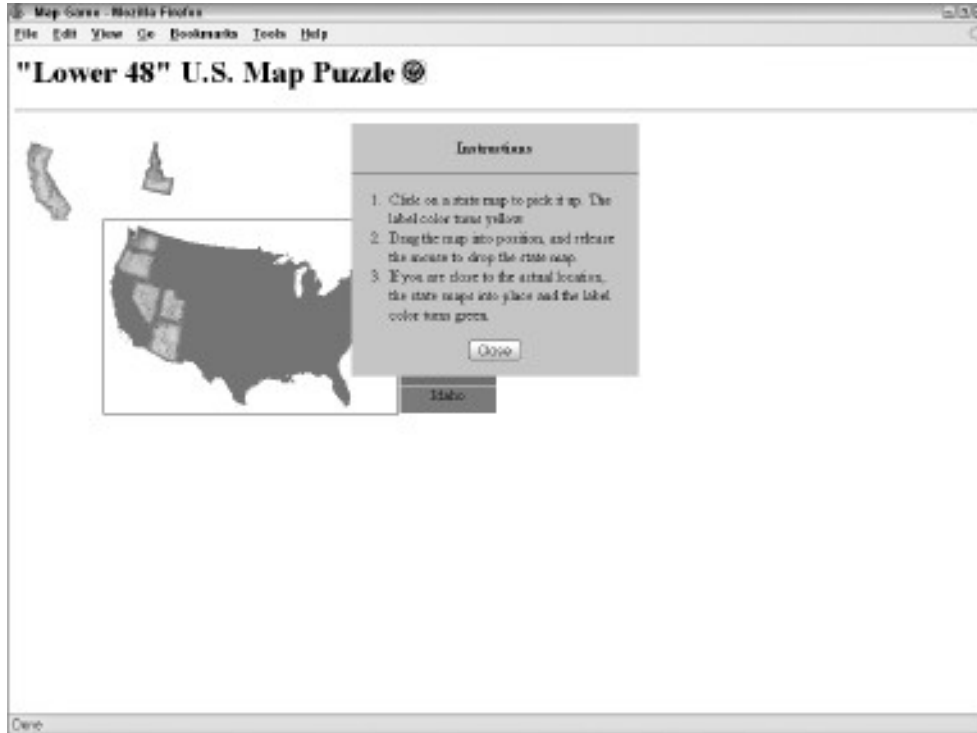 Map Game - Mozilla Firefox
File Edit View Go Bookmarks Tools Help
"Lower 48" U.S. Map Puzzle
Instructions
1. Click on a state map to pick it up. The
label color turns yellow
2. Drag the map into position, and release
the mouse to drop the state map.
3. If you are close to the actual location,
the state snaps into place and the label
color turns green.
Close
Idaho
Done